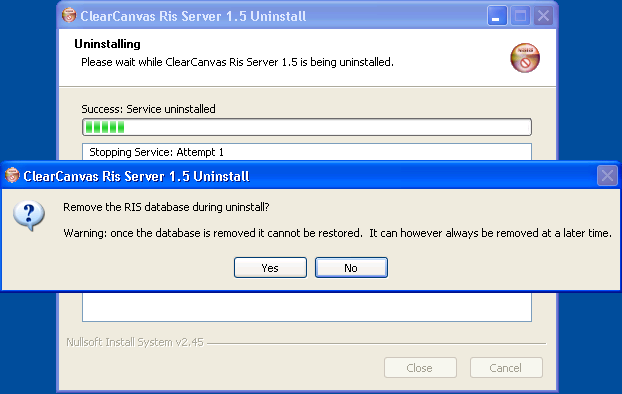 ClearCanvas Ris Server 1.5 Uninstall
Uninstalling
Please wait while ClearCanvas Ris Server 1.5 is being uninstalled.
Success: Service uninstalled
Stopping Service: Attempt 1
ClearCanvas Ris Server 1.5 Uninstall
Remove the RIS database during uninstall?
Warning: once the database is removed it cannot be restored.  It can however always be removed at a later time.
Yes No
Nullsoft Install System v2.45
Close Cancel